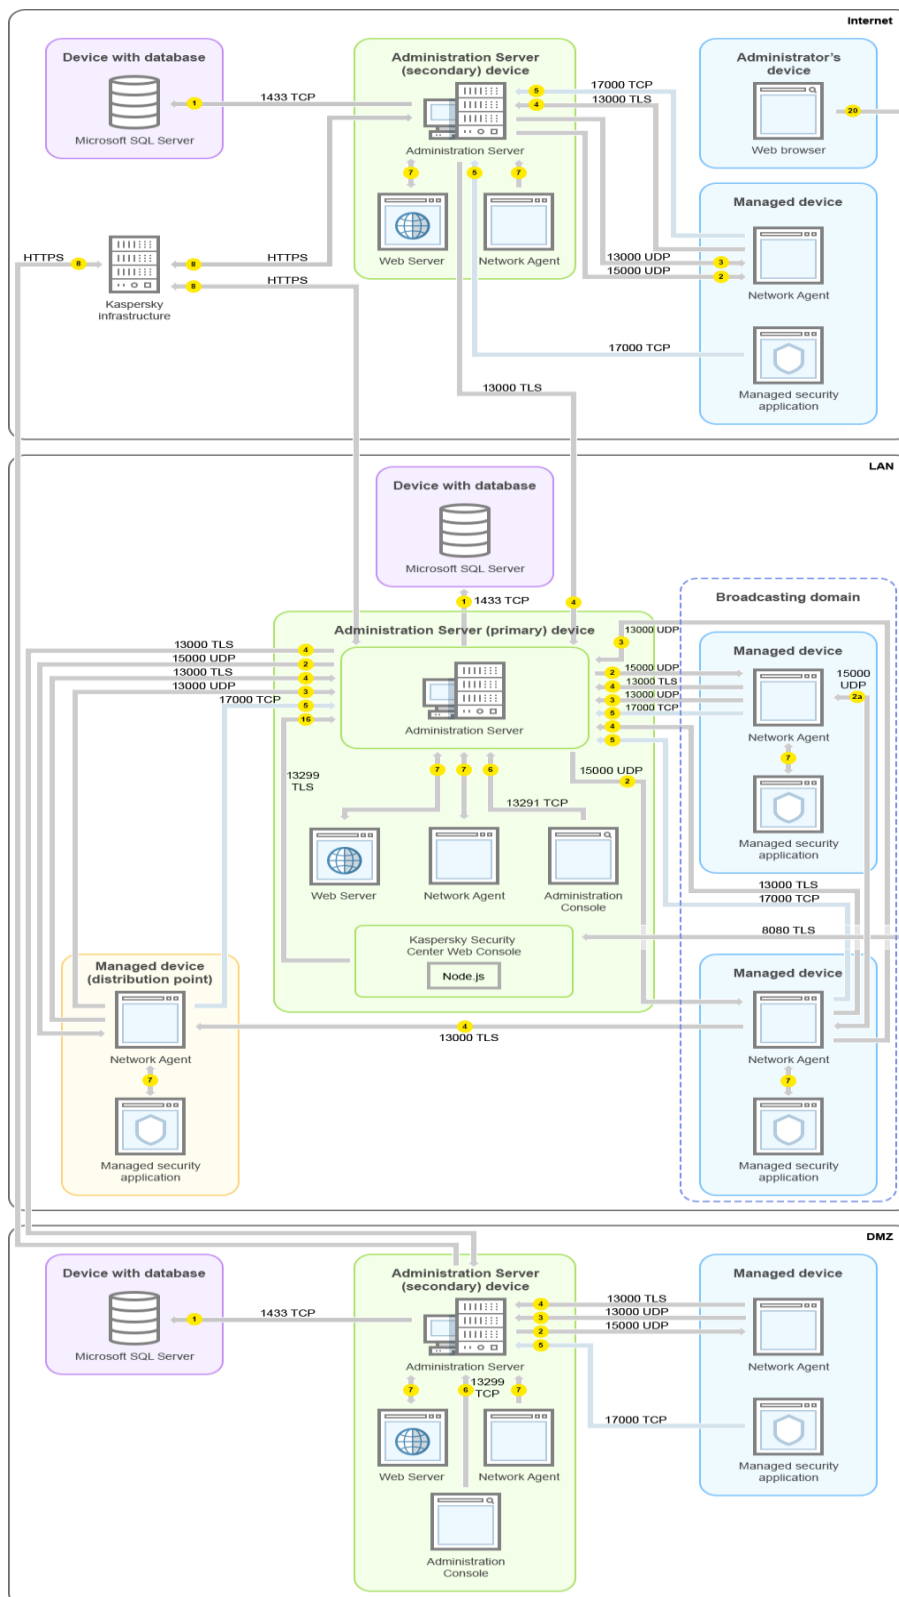 Internet
Device with database
Microsoft SQL Server
1
1433 TCP
Administration Server
(secondary) device
Administration Server
7
5
7
Web Server
Network Agent
5
17000 TCP
4
13000 TLS
Administrator's
device
Web browser
20
Managed device
13000 UDP
3
15000 UDP
2
Network Agent
17000 TCP
Managed security
application
HTTPS
8
8
HTTPS
8
HTTPS
Kaspersky
infrastructure
13000 TLS
LAN
Device with database
Microsoft SQL Server
1
1433 TCP
4
Administration Server (primary) device
Administration Server
13000 TLS
4
15000 UDP
2
13000 TLS
4
13000 UDP
3
17000 TCP
5
16
13299
TLS
13000 UDP
3
2
15000 UDP
4
13000 TLS
3
13000 UDP
5
17000 TCP
4
5
7
7
6
15000 UDP
2
13291 TCP
Web Server
Network Agent
Administration
Console
Kaspersky Security
Center Web Console
Node.js
Broadcasting domain
Managed device
15000
UDP
2a
Network Agent
7
Managed security
application
13000 TLS
17000 TCP
8080 TLS
Managed device
Network Agent
7
Managed security
application
4
13000 TLS
Managed device
(distribution point)
Network Agent
7
Managed security
application
DMZ
Device with database
Microsoft SQL Server
1
1433 TCP
Administration Server
(secondary) device
Administration Server
4
13000 TLS
3
13000 UDP
2
15000 UDP
5
17000 TCP
7
6
13299
TCP
7
Web Server
Network Agent
Administration
Console
Managed device
Network Agent
Managed security
application